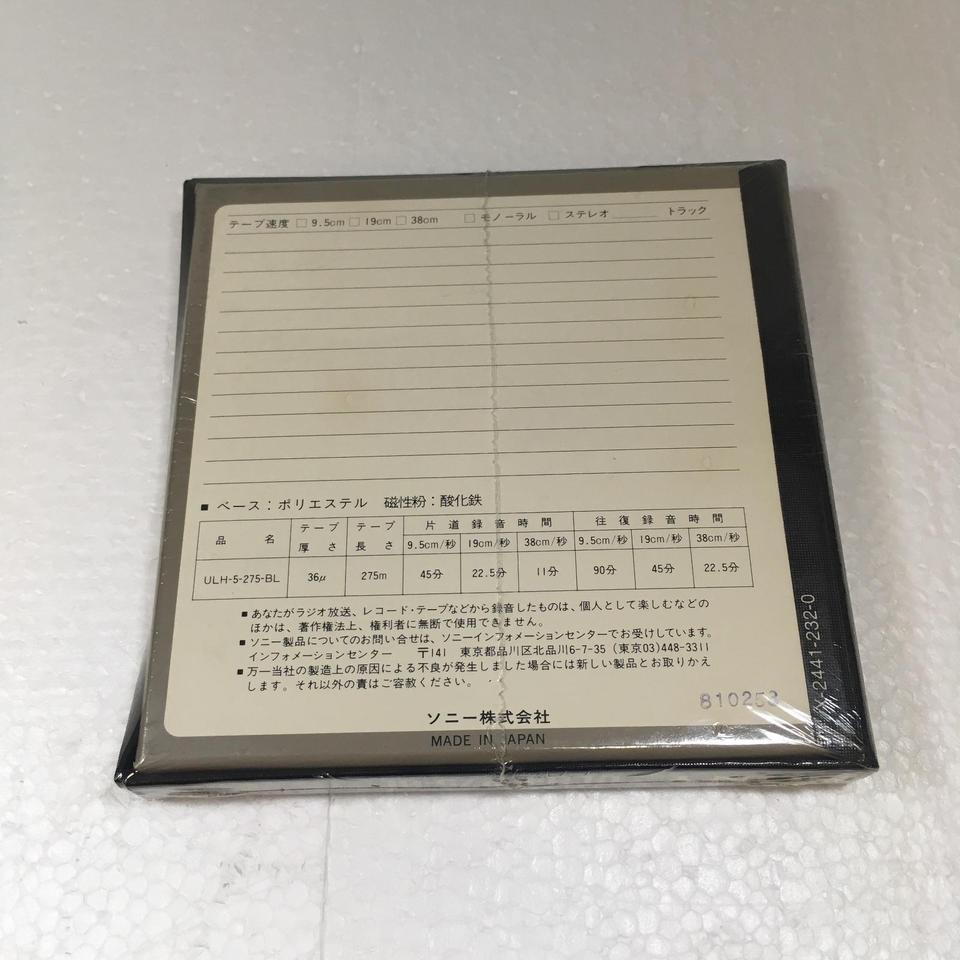 テープ速度 □ 9.5cm □ 19cm □ 38cm □ モノーラル □ ステレオ______ トラック
■ ベース：ポリエステル 磁性粉：酸化鉄
品名 テープ厚さ テープ長さ 片道録音時間 往復録音時間
9.5cm/秒 19cm/秒 38cm/秒 9.5cm/秒 19cm/秒 38cm/秒
ULH-5-275-BL 36μ 275m 45分 22.5分 11分 90分 45分 22.5分
■ あなたがラジオ放送、レコード・テープなどから録音したものは、個人として楽しむなどの
ほかは、著作権法上、権利者に無断で使用できません。
■ ソニー製品についてのお問い合せは、ソニーインフォメーションセンターでお受けしています。
インフォメーションセンター 〒141 東京都品川区北品川6-7-35 (東京03)448-3311
■ 万一当社の製造上の原因による不良が発生しました場合には新しい製品とお取りかえ
します。それ以外の責はご容赦ください。
810253
ソニー株式会社
MADE IN JAPAN
X-2441-232-0